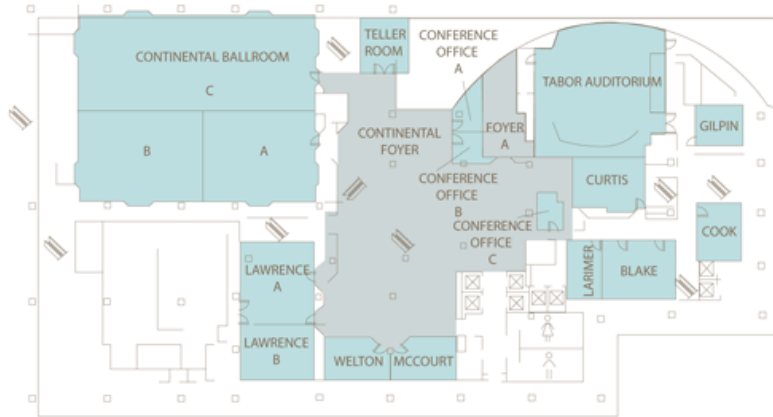 TELLER
ROOM
CONFERENCE
OFFICE
A
CONTINENTAL BALLROOM
C
TABOR AUDITORIUM
B
A
CONTINENTAL
FOYER
FOYER
A
GILPIN
CONFERENCE
OFFICE
B
CURTIS
CONFERENCE
OFFICE
C
COOK
LAWRENCE
A
LARIMER
BLAKE
LAWRENCE
B
WELTON
MCCOURT